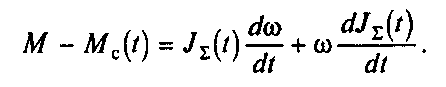 M − M_c(t) = J_Σ(t) dω/dt + ω dJ_Σ(t)/dt.